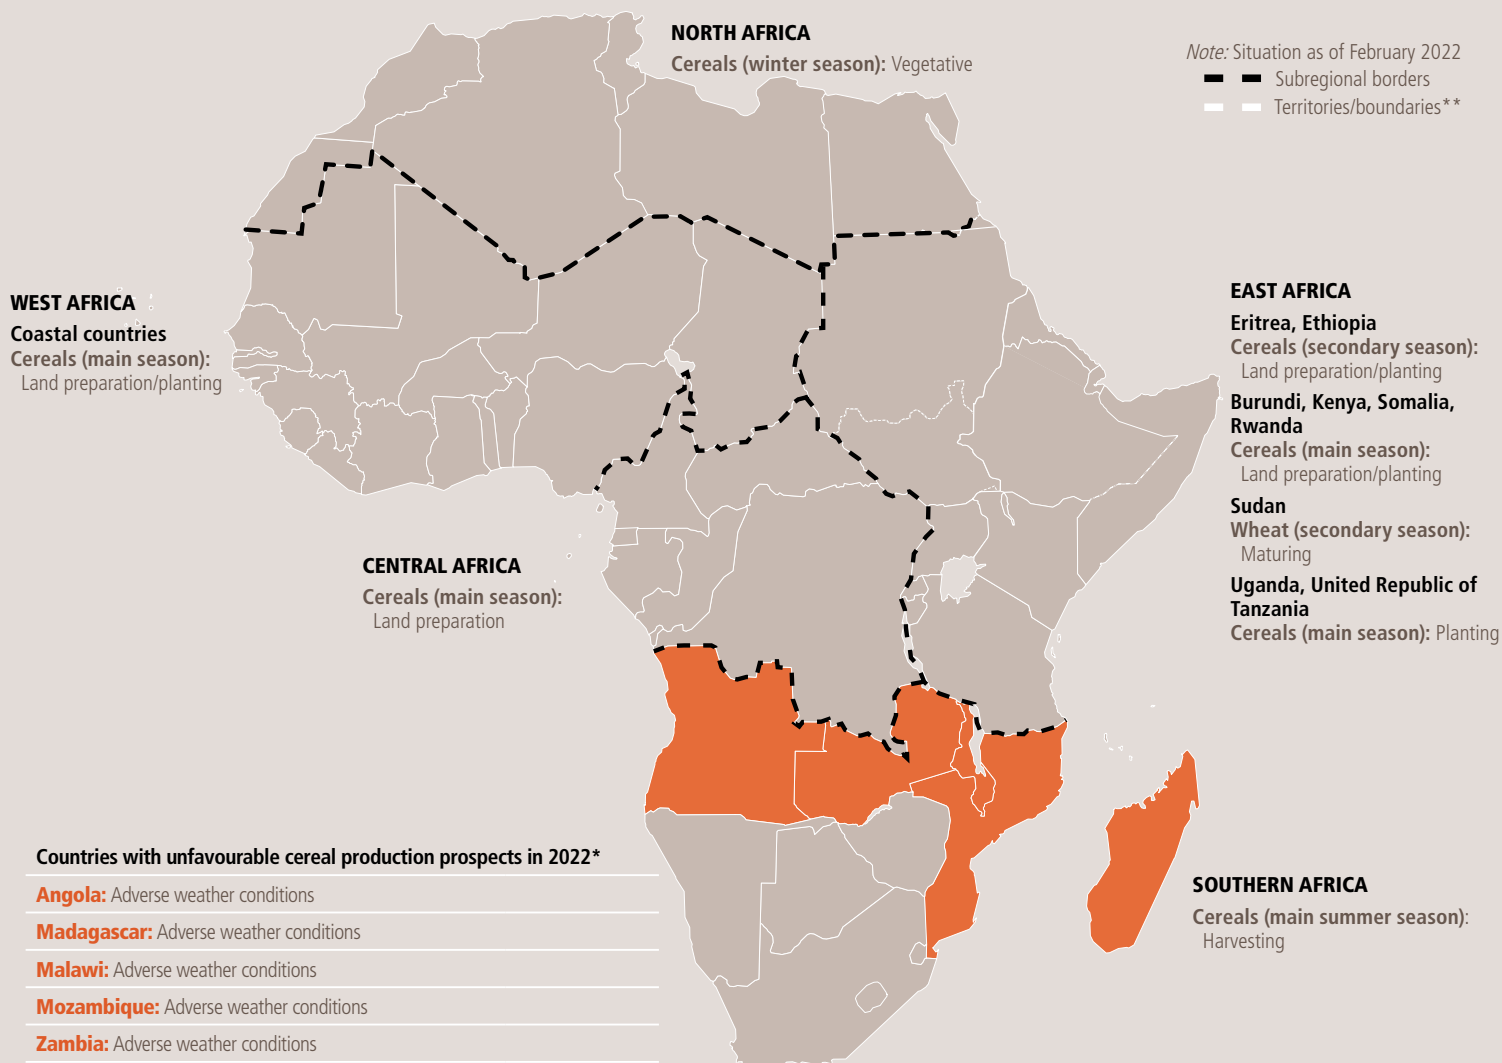 NORTH AFRICA
Cereals (winter season): Vegetative
Note: Situation as of February 2022
Subregional borders
Territories/boundaries**
WEST AFRICA
Coastal countries
Cereals (main season):
Land preparation/planting
EAST AFRICA
Eritrea, Ethiopia
Cereals (secondary season):
Land preparation/planting
Burundi, Kenya, Somalia,
Rwanda
Cereals (main season):
Land preparation/planting
Sudan
Wheat (secondary season):
Maturing
Uganda, United Republic of
Tanzania
Cereals (main season): Planting
CENTRAL AFRICA
Cereals (main season):
Land preparation
SOUTHERN AFRICA
Cereals (main summer season):
Harvesting
Countries with unfavourable cereal production prospects in 2022*
Angola: Adverse weather conditions
Madagascar: Adverse weather conditions
Malawi: Adverse weather conditions
Mozambique: Adverse weather conditions
Zambia: Adverse weather conditions